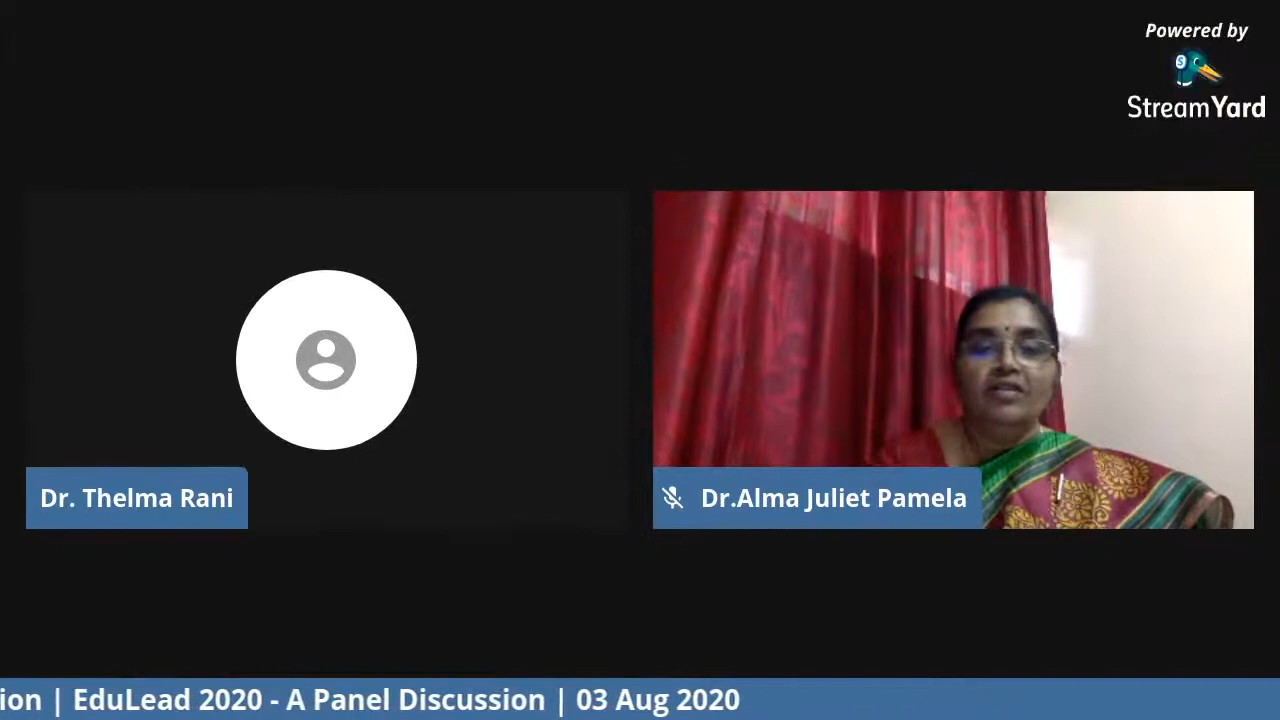 Powered by
StreamYard
Dr. Thelma Rani
Dr.Alma Juliet Pamela
ion | EduLead 2020 - A Panel Discussion | 03 Aug 2020